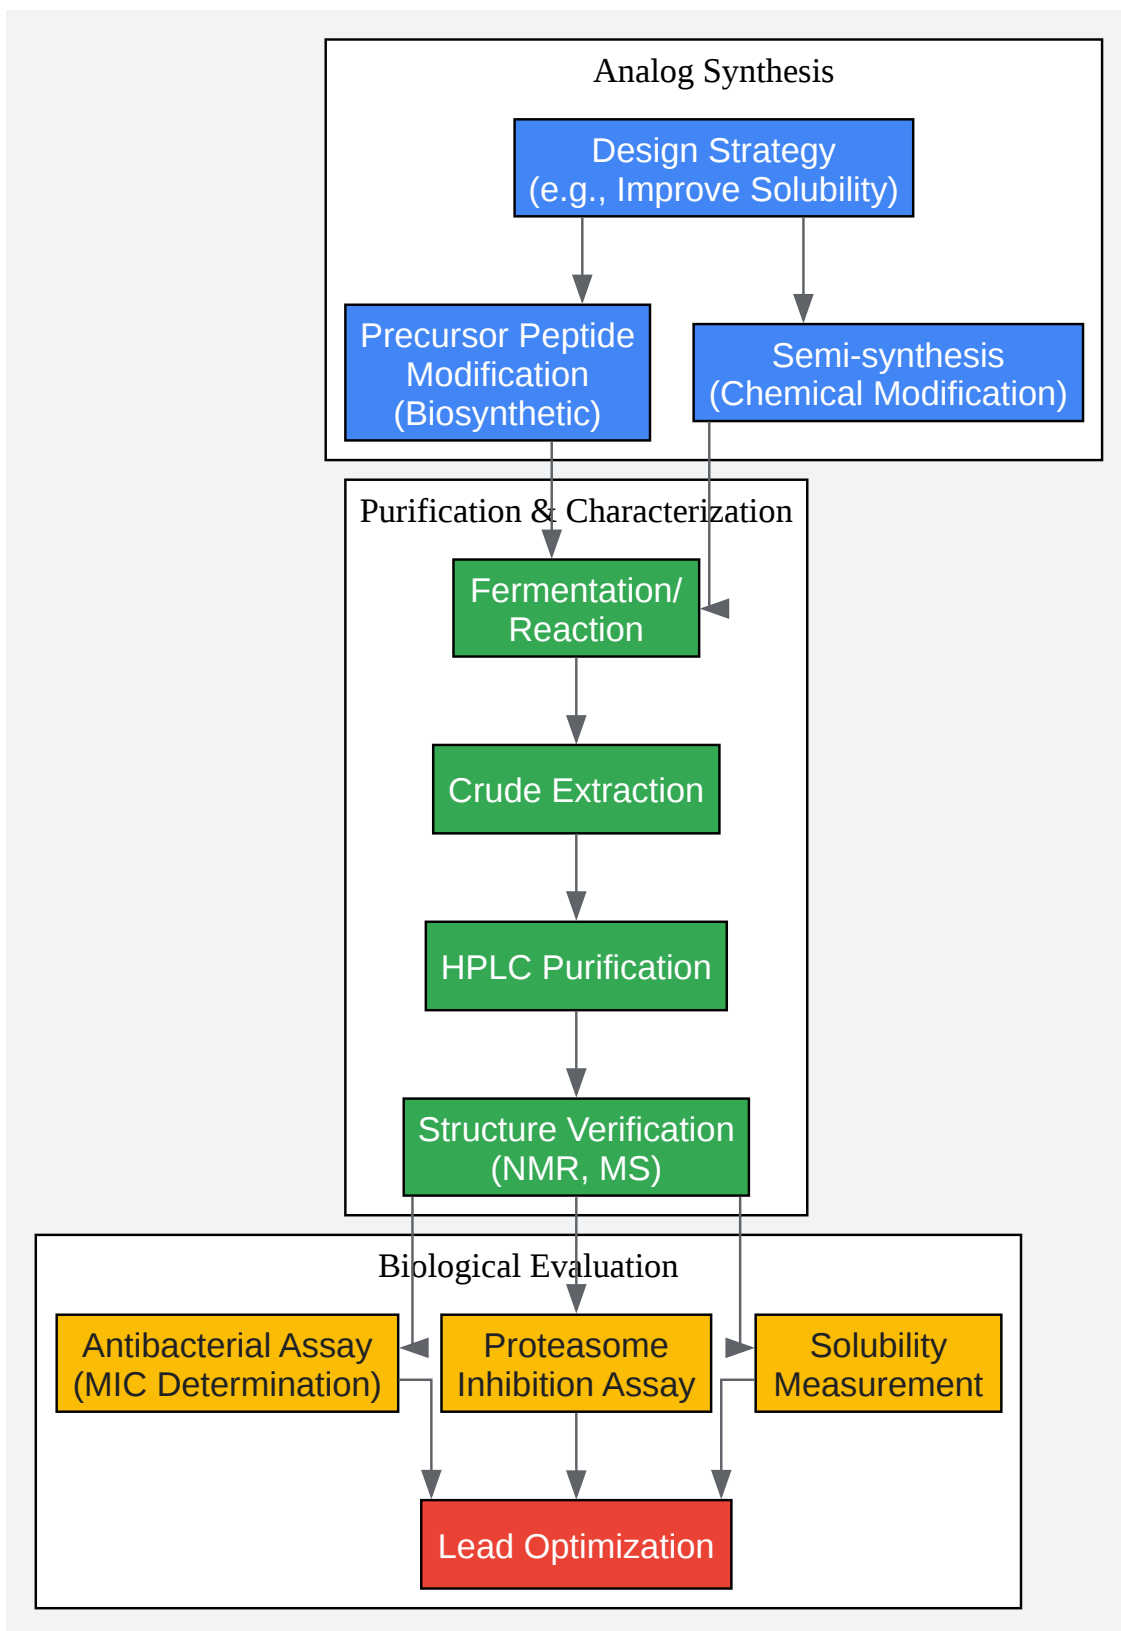 Analog Synthesis
Design Strategy
(e.g., Improve Solubility)
Precursor Peptide
Modification
(Biosynthetic)
Semi-synthesis
(Chemical Modification)
Purification & Characterization
Fermentation/
Reaction
Crude Extraction
HPLC Purification
Structure Verification
(NMR, MS)
Biological Evaluation
Antibacterial Assay
(MIC Determination)
Proteasome
Inhibition Assay
Solubility
Measurement
Lead Optimization